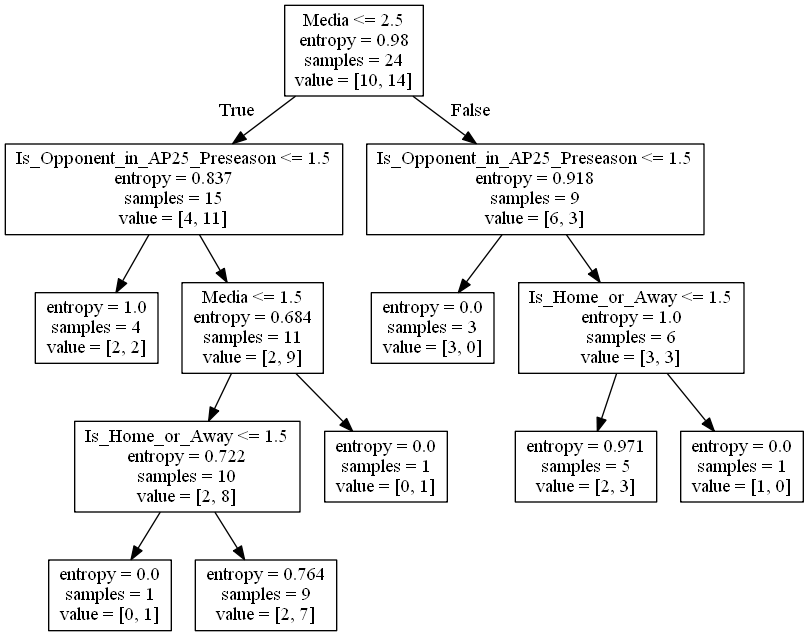 Media <= 2.5
entropy = 0.98
samples = 24
value = [10, 14]
True
False
Is_Opponent_in_AP25_Preseason <= 1.5
entropy = 0.837
samples = 15
value = [4, 11]
Is_Opponent_in_AP25_Preseason <= 1.5
entropy = 0.918
samples = 9
value = [6, 3]
entropy = 1.0
samples = 4
value = [2, 2]
Media <= 1.5
entropy = 0.684
samples = 11
value = [2, 9]
entropy = 0.0
samples = 3
value = [3, 0]
Is_Home_or_Away <= 1.5
entropy = 1.0
samples = 6
value = [3, 3]
Is_Home_or_Away <= 1.5
entropy = 0.722
samples = 10
value = [2, 8]
entropy = 0.0
samples = 1
value = [0, 1]
entropy = 0.971
samples = 5
value = [2, 3]
entropy = 0.0
samples = 1
value = [1, 0]
entropy = 0.0
samples = 1
value = [0, 1]
entropy = 0.764
samples = 9
value = [2, 7]